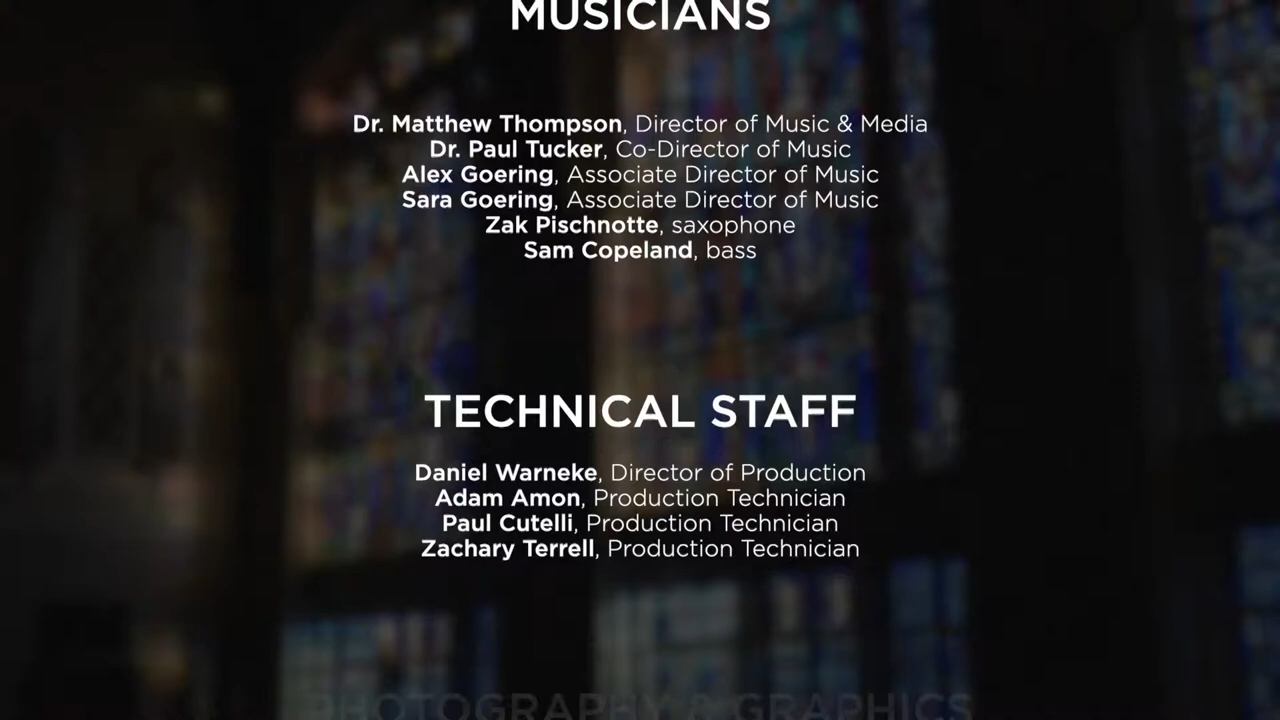 MUSICIANS
Dr. Matthew Thompson, Director of Music & Media
Dr. Paul Tucker, Co-Director of Music
Alex Goering, Associate Director of Music
Sara Goering, Associate Director of Music
Zak Pischnotte, saxophone
Sam Copeland, bass
TECHNICAL STAFF
Daniel Warneke, Director of Production
Adam Amon, Production Technician
Paul Cutelli, Production Technician
Zachary Terrell, Production Technician
PHOTOGRAPHY & GRAPHICS